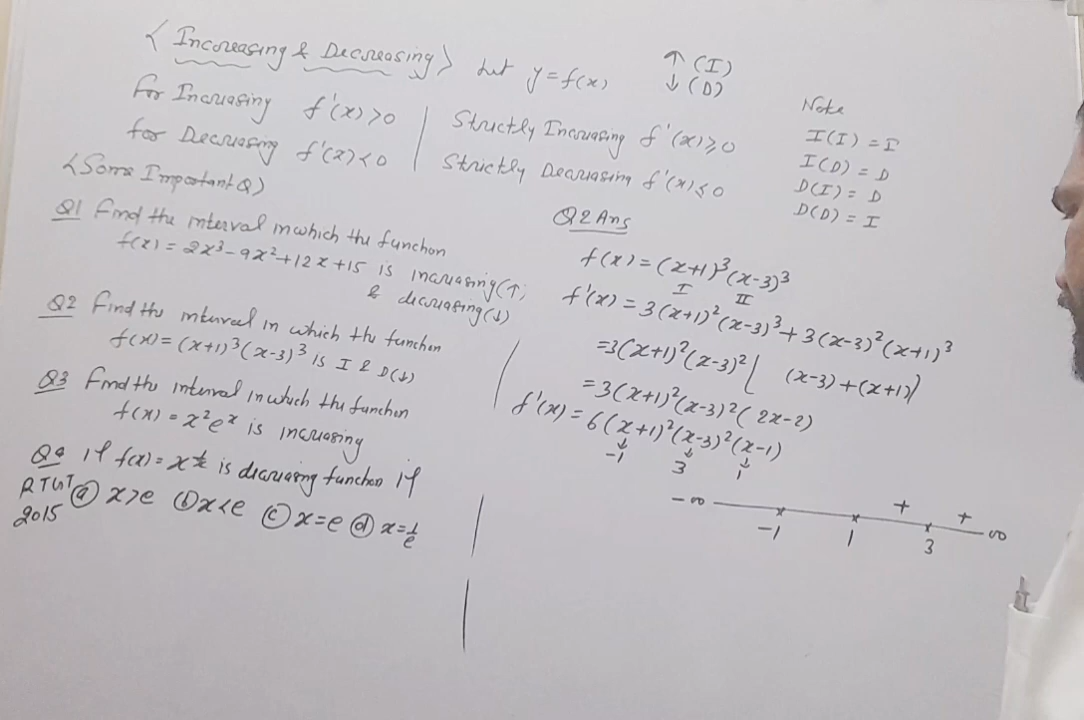 < Increasing & Decreasing > Let y = f(x) ↑ (I)
↓ (D)
for Increasing f'(x) > 0 | Strictly Increasing f'(x) ≥ 0
for Decreasing f'(x) < 0 | Strictly Decreasing f'(x) ≤ 0
Note
I(I) = I
I(D) = D
D(I) = D
D(D) = I
< Some Important Q >
Q1 Find the interval in which the function
f(x) = 2x³ - 9x² + 12x + 15 is increasing (↑)
& decreasing (↓)
Q2 Find the interval in which the function
f(x) = (x+1)³(x-3)³ is I & D(↓)
Q3 Find the interval in which the function
f(x) = x²eˣ is increasing
Q4 if f(x) = x^(1/x) is decreasing function if
RTGT 2015 (a) x > e (b) x < e (c) x = e (d) x = 1/e
Q2 Ans
f(x) = (x+1)³(x-3)³
I II
f'(x) = 3(x+1)²(x-3)³ + 3(x-3)²(x+1)³
= 3(x+1)²(x-3)²( (x-3)+(x+1))
= 3(x+1)²(x-3)²(2x-2)
f'(x) = 6(x+1)²(x-3)²(x-1)
↓ ↓ ↓
-1 3 1
-∞ + + ∞
-1 1 3